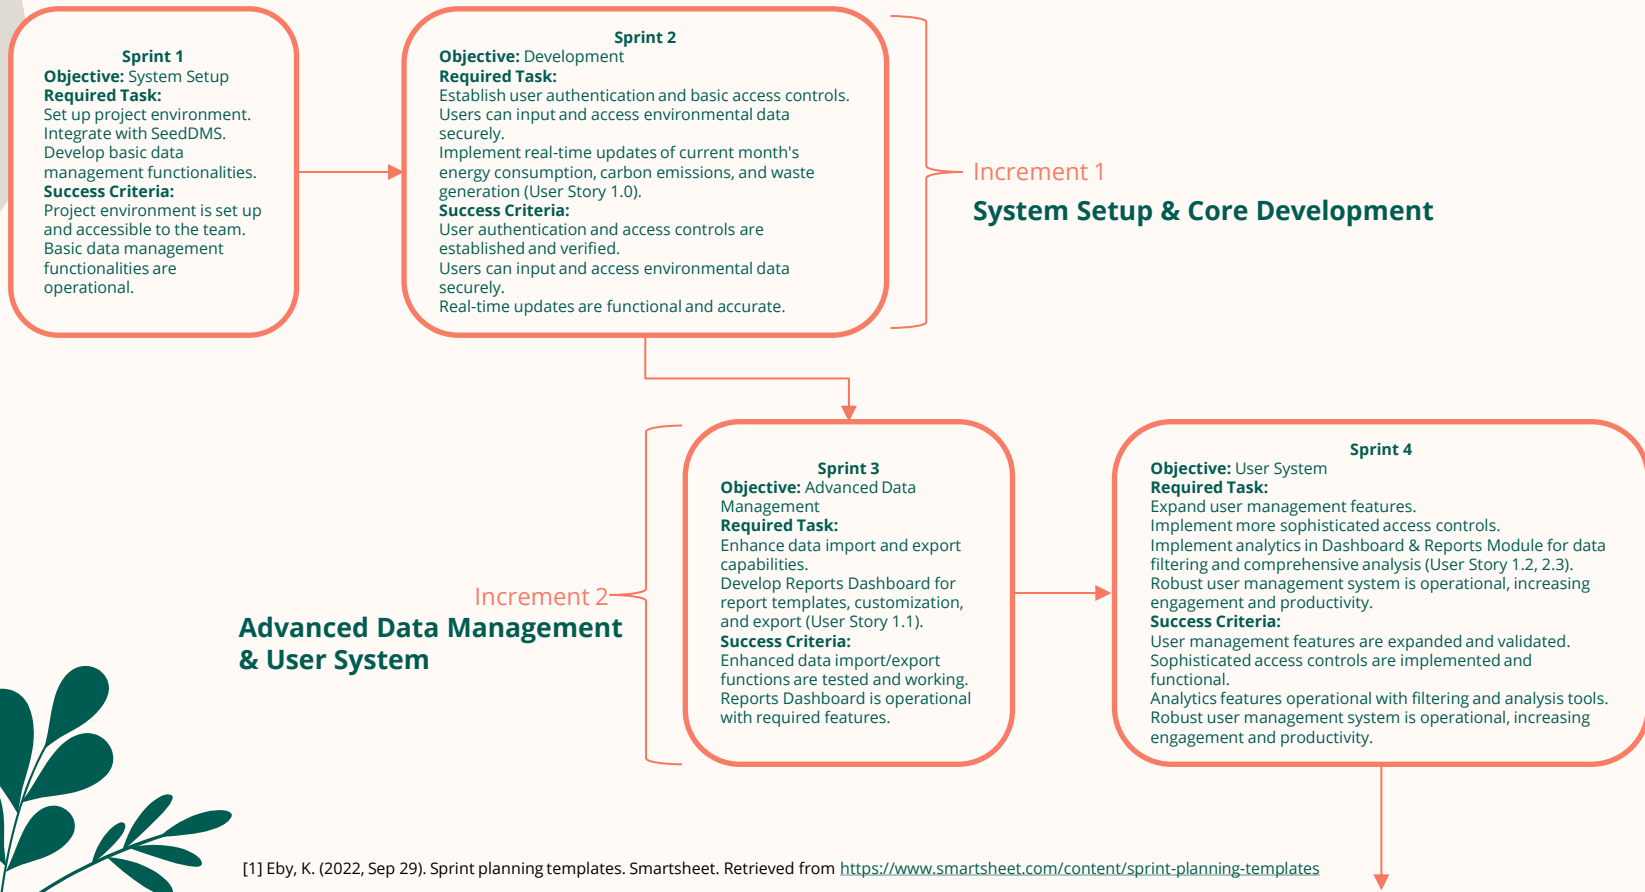 Sprint 1
Objective: System Setup
Required Task:
Set up project environment.
Integrate with SeedDMS.
Develop basic data
management functionalities.
Success Criteria:
Project environment is set up
and accessible to the team.
Basic data management
functionalities are
operational.
Sprint 2
Objective: Development
Required Task:
Establish user authentication and basic access controls.
Users can input and access environmental data
securely.
Implement real-time updates of current month's
energy consumption, carbon emissions, and waste
generation (User Story 1.0).
Success Criteria:
User authentication and access controls are
established and verified.
Users can input and access environmental data
securely.
Real-time updates are functional and accurate.
Increment 1
System Setup & Core Development
Increment 2
Advanced Data Management
& User System
Sprint 3
Objective: Advanced Data
Management
Required Task:
Enhance data import and export
capabilities.
Develop Reports Dashboard for
report templates, customization,
and export (User Story 1.1).
Success Criteria:
Enhanced data import/export
functions are tested and working.
Reports Dashboard is operational
with required features.
Sprint 4
Objective: User System
Required Task:
Expand user management features.
Implement more sophisticated access controls.
Implement analytics in Dashboard & Reports Module for data
filtering and comprehensive analysis (User Story 1.2, 2.3).
Robust user management system is operational, increasing
engagement and productivity.
Success Criteria:
User management features are expanded and validated.
Sophisticated access controls are implemented and
functional.
Analytics features operational with filtering and analysis tools.
Robust user management system is operational, increasing
engagement and productivity.
[1] Eby, K. (2022, Sep 29). Sprint planning templates. Smartsheet. Retrieved from https://www.smartsheet.com/content/sprint-planning-templates